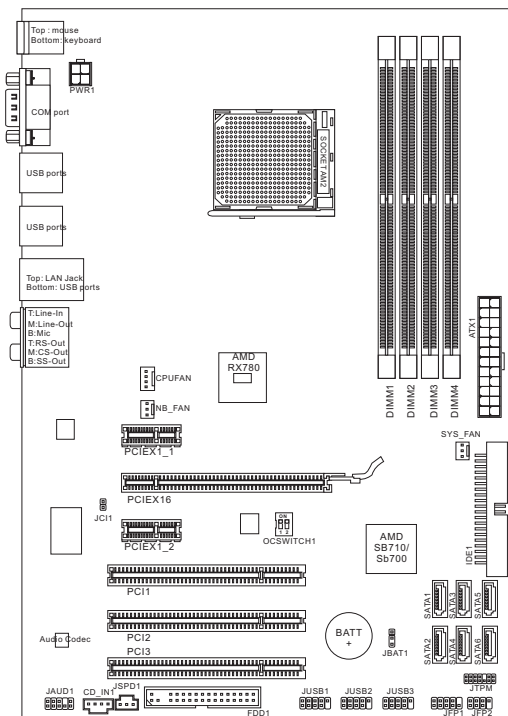 Top : mouse
Bottom: keyboard
PWR1
COM port
SOCKET AM2
USB ports
USB ports
Top: LAN Jack
Bottom: USB ports
T:Line-In
M:Line-Out
B:Mic
T:RS-Out
M:CS-Out
B:SS-Out
ATX1
AMD
RX780
CPUFAN
NB_FAN
DIMM1
DIMM2
DIMM3
DIMM4
SYS_FAN
PCIEX1_1
PCIEX16
JCI1
ON
1 2
OCSWITCH1
PCIEX1_2
AMD
SB710/
Sb700
IDE1
PCI1
SATA1
SATA3
SATA5
PCI2
BATT
+
JBAT1
SATA2
SATA4
SATA6
Audio Codec
PCI3
JTPM
JAUD1
CD_IN1
JSPD1
FDD1
JUSB1
JUSB2
JUSB3
JFP1
JFP2